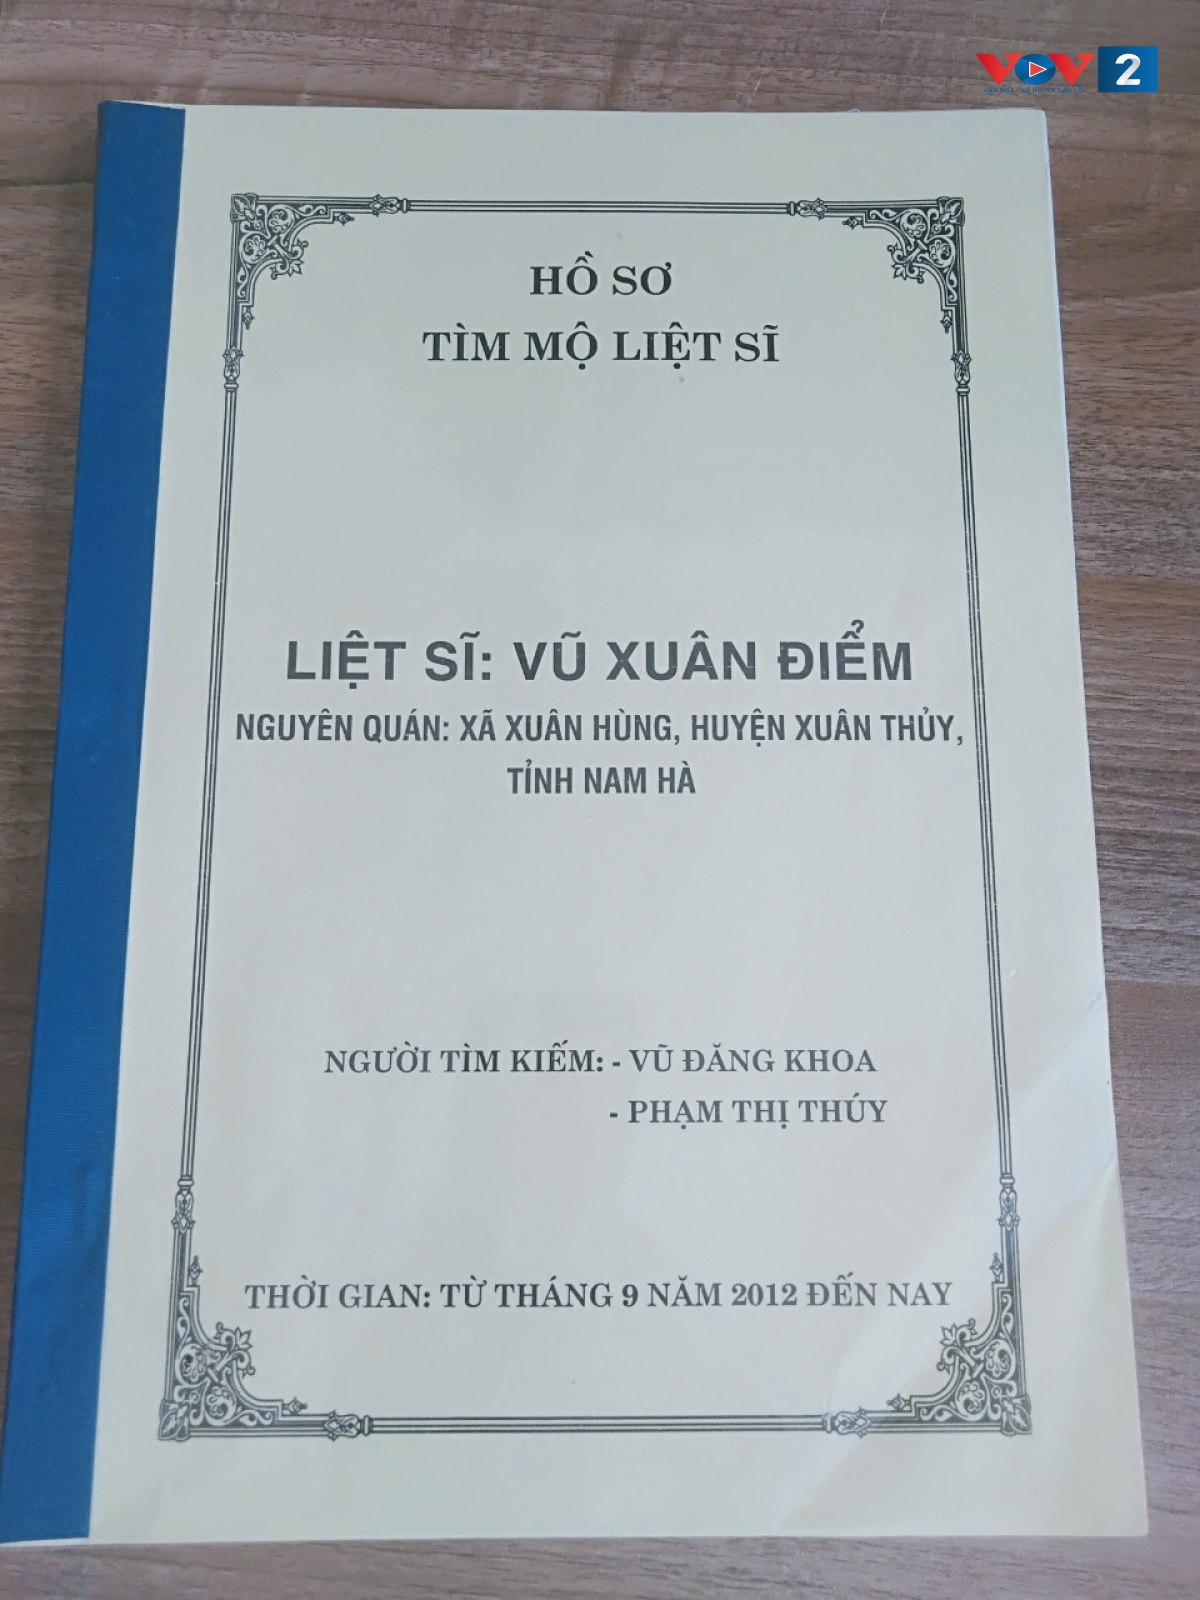 VOV 2
HỒ SƠ
TÌM MỘ LIỆT SĨ
LIỆT SĨ: VŨ XUÂN ĐIỂM
NGUYÊN QUÁN: XÃ XUÂN HÙNG, HUYỆN XUÂN THỦY,
TỈNH NAM HÀ
NGƯỜI TÌM KIẾM: - VŨ ĐĂNG KHOA
- PHẠM THỊ THÚY
THỜI GIAN: TỪ THÁNG 9 NĂM 2012 ĐẾN NAY